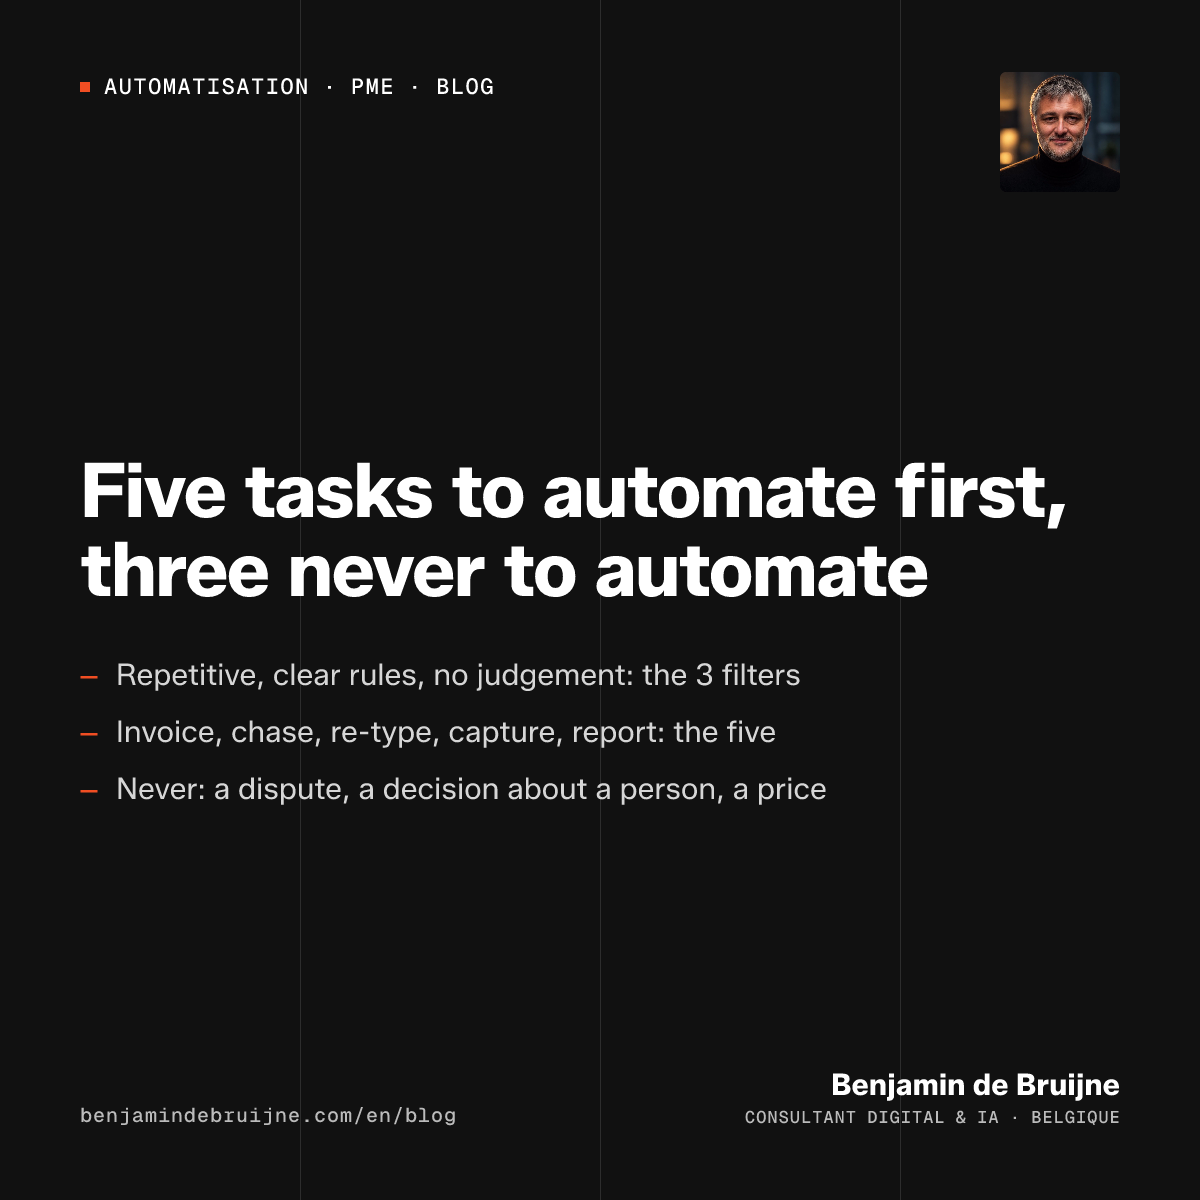 AUTOMATISATION · PME · BLOG
Five tasks to automate first,
three never to automate
– Repetitive, clear rules, no judgement: the 3 filters
– Invoice, chase, re-type, capture, report: the five
– Never: a dispute, a decision about a person, a price
benjamindebruijne.com/en/blog
Benjamin de Bruijne
CONSULTANT DIGITAL & IA · BELGIQUE